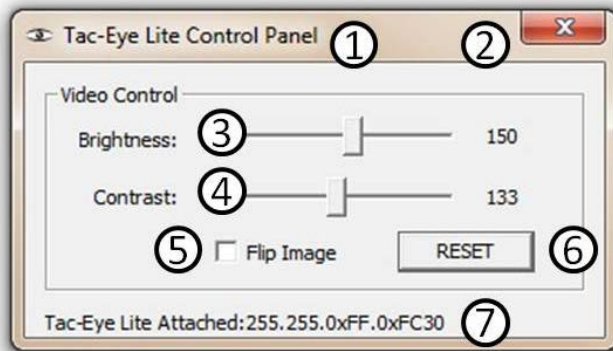 Tac-Eye Lite Control Panel ① ② X
Video Control
Brightness: ③ 150
Contrast: ④ 133
⑤ Flip Image RESET ⑥
Tac-Eye Lite Attached:255.255.0xFF.0xFC30 ⑦